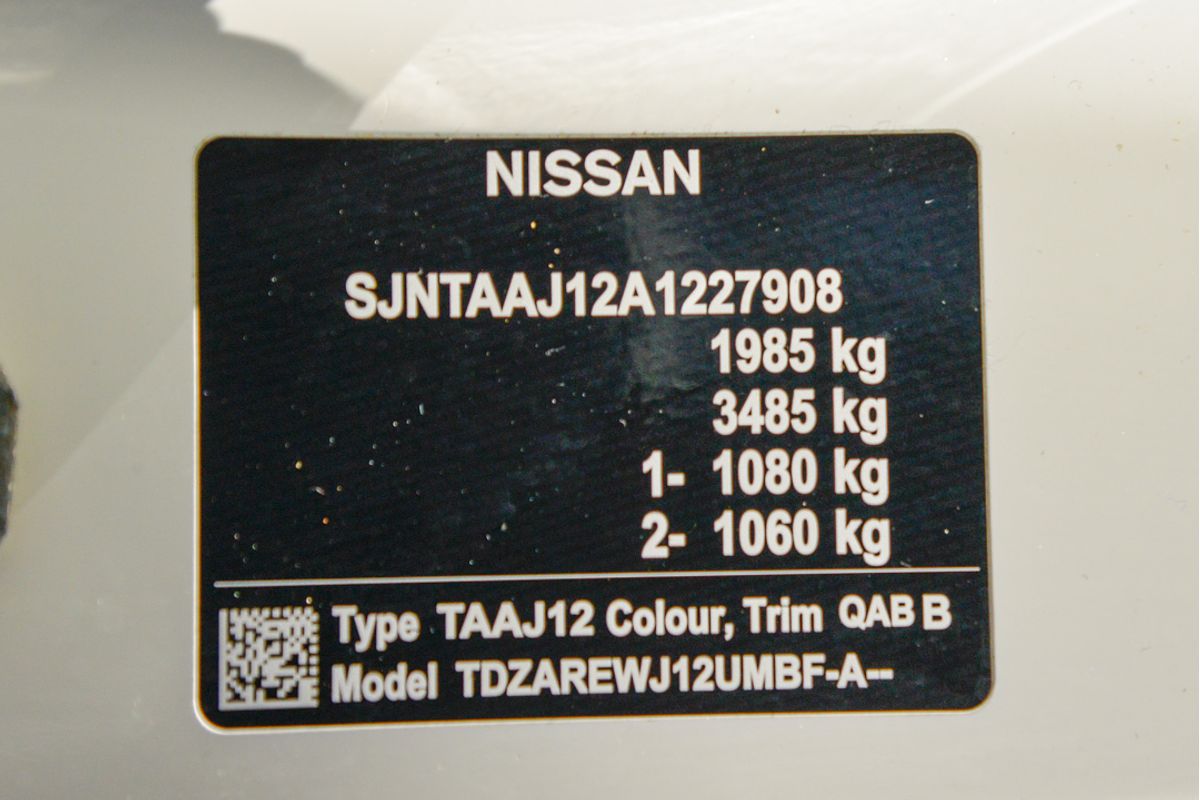 NISSAN
SJNTAAJ12A1227908
1985 kg
3485 kg
1- 1080 kg
2- 1060 kg
Type TAAJ12 Colour, Trim QAB B
Model TDZAREWJ12UMBF-A--